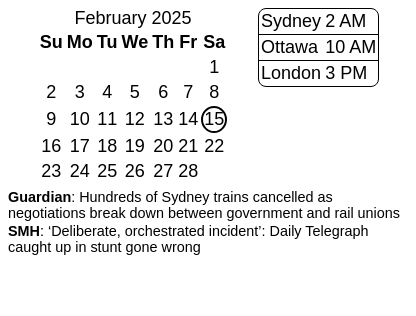 February 2025
Su Mo Tu We Th Fr Sa
1
2 3 4 5 6 7 8
9 10 11 12 13 14 15
16 17 18 19 20 21 22
23 24 25 26 27 28
Sydney 2 AM
Ottawa 10 AM
London 3 PM
Guardian: Hundreds of Sydney trains cancelled as
negotiations break down between government and rail unions
SMH: ‘Deliberate, orchestrated incident’: Daily Telegraph
caught up in stunt gone wrong